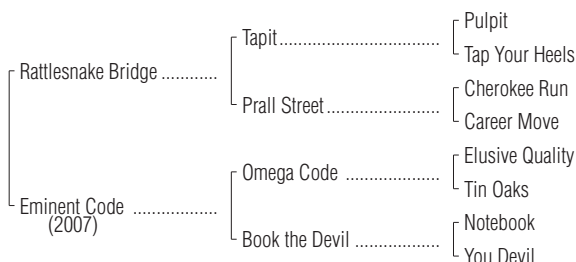 Pulpit
Tapit........................................
Tap Your Heels
Rattlesnake Bridge ............
Cherokee Run
Prall Street............................
Career Move
Elusive Quality
Omega Code .......................
Tin Oaks
Eminent Code ..................
(2007)
Notebook
Book the Devil .....................
You Devil